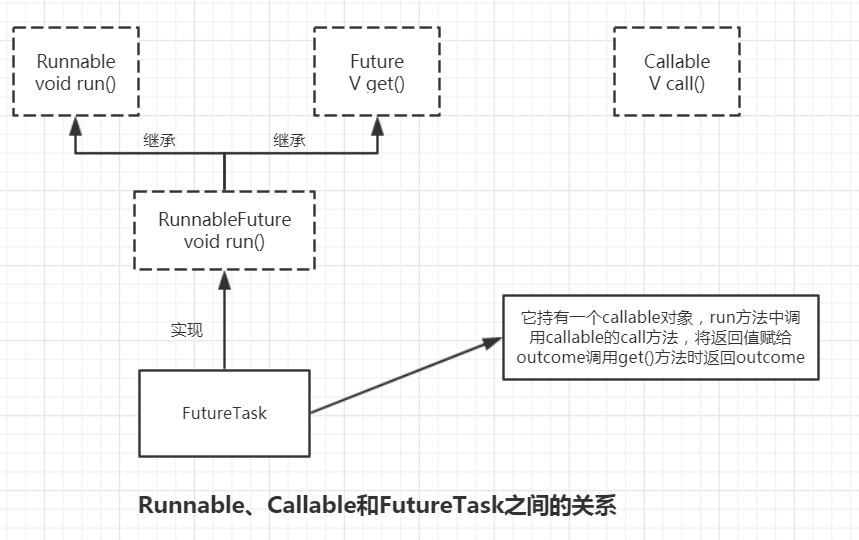 Runnable
void run()
Future
V get()
Callable
V call()
继承
继承
RunnableFuture
void run()
实现
它持有一个callable对象，run方法中调
用callable的call方法，将返回值赋给
outcome调用get()方法时返回outcome
FutureTask
Runnable、Callable和FutureTask之间的关系